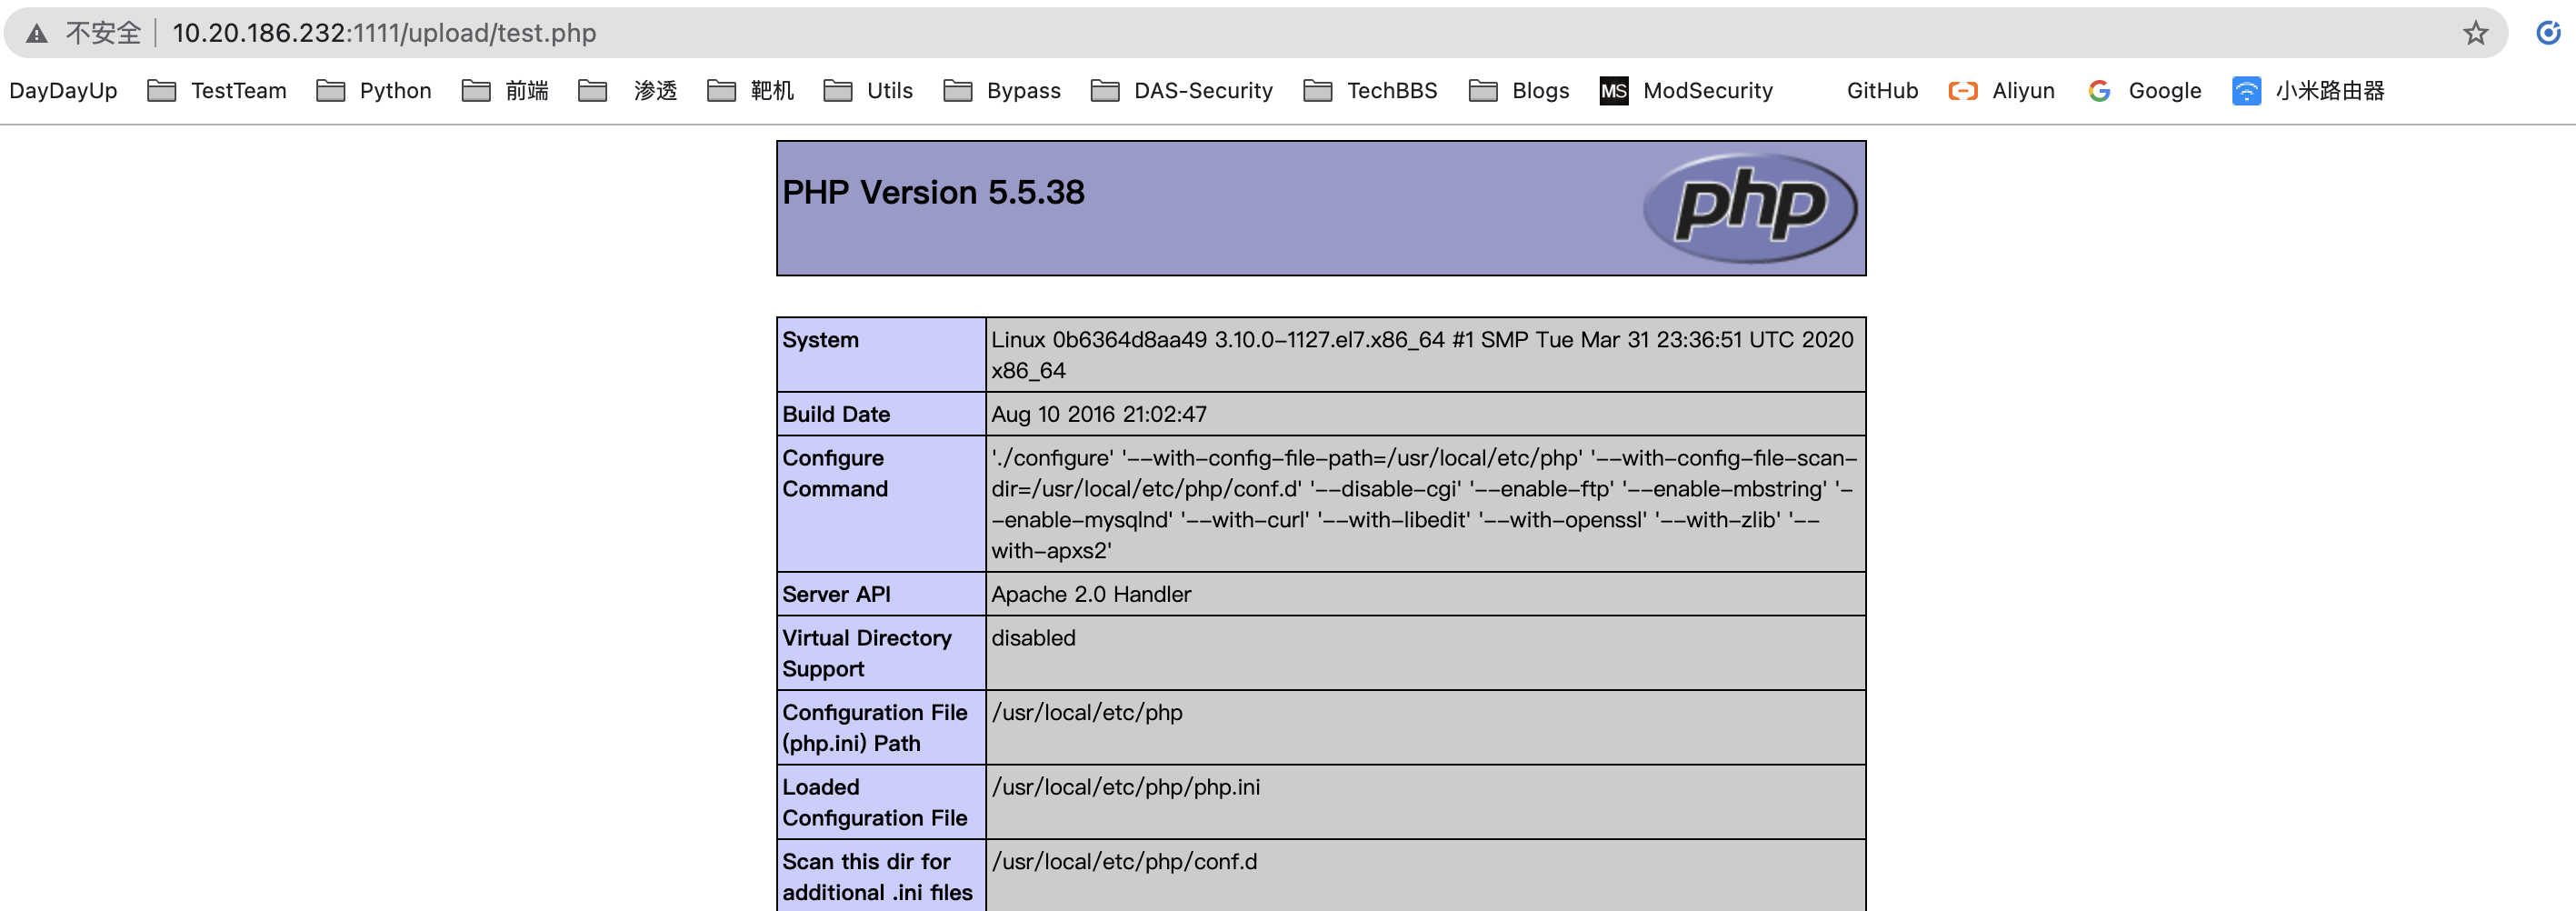 不安全 10.20.186.232:1111/upload/test.php
DayDayUp TestTeam Python 前端 渗透 靶机 Utils Bypass DAS-Security TechBBS Blogs MS ModSecurity GitHub Aliyun Google 小米路由器
PHP Version 5.5.38
php
System
Linux 0b6364d8aa49 3.10.0-1127.el7.x86_64 #1 SMP Tue Mar 31 23:36:51 UTC 2020
x86_64
Build Date
Aug 10 2016 21:02:47
Configure
Command
'./configure' '--with-config-file-path=/usr/local/etc/php' '--with-config-file-scan-
dir=/usr/local/etc/php/conf.d' '--disable-cgi' '--enable-ftp' '--enable-mbstring' '-
-enable-mysqlnd' '--with-curl' '--with-libedit' '--with-openssl' '--with-zlib' '--
with-apxs2'
Server API
Apache 2.0 Handler
Virtual Directory
Support
disabled
Configuration File
(php.ini) Path
/usr/local/etc/php
Loaded
Configuration File
/usr/local/etc/php/php.ini
Scan this dir for
additional .ini files
/usr/local/etc/php/conf.d